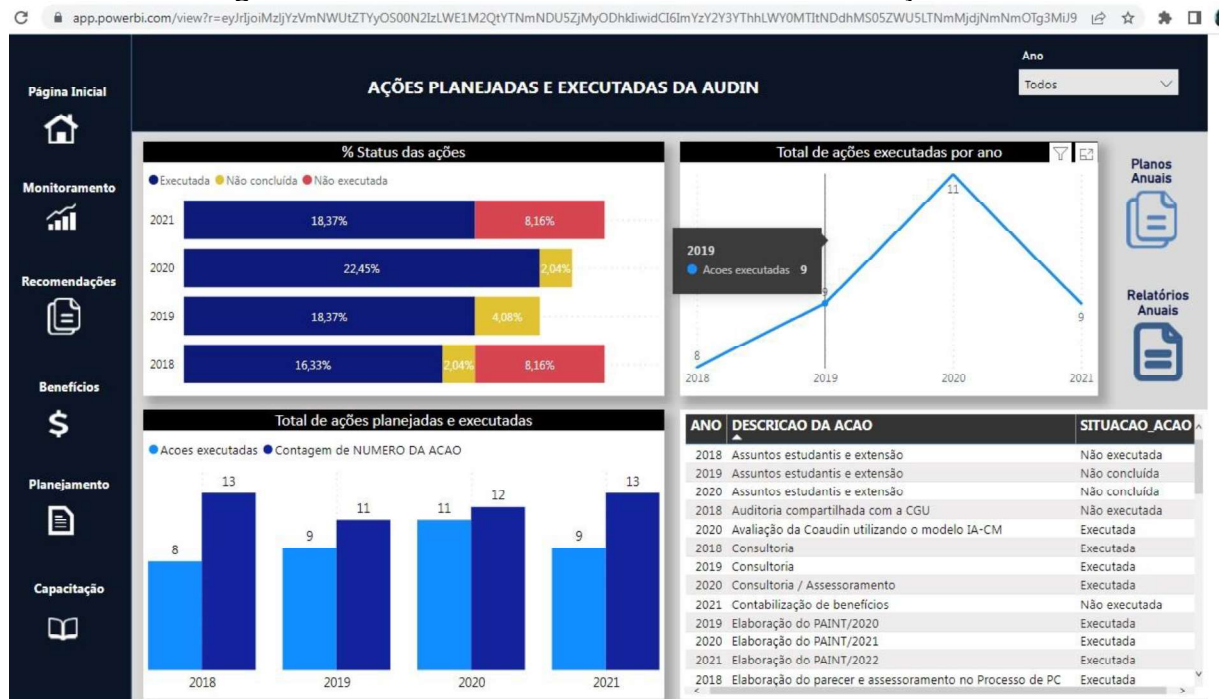 app.powerbi.com/view?r=eyJrIjoiMzljYzVmNWUtZTYyOS00N2IzLWE1M2QtYTNmNDU5ZjMyODhkIiwidCI6ImYzY2Y3YThhLWY0MTItNDdhMS05ZWU5LTNmMjdjNmNmOTg3MiJ9
Ano
Todos
AÇÕES PLANEJADAS E EXECUTADAS DA AUDIN
Página Inicial
Monitoramento
Recomendações
Benefícios
$
Planejamento
Capacitação
% Status das ações
Executada Não concluída Não executada
2021 18,37% 8,16%
2020 22,45% 2,04%
2019 18,37% 4,08%
2018 16,33% 2,04% 8,16%
Total de ações executadas por ano
11
2019
Acoes executadas 9
9
9
8
2018 2019 2020 2021
Planos
Anuais
Relatórios
Anuais
Total de ações planejadas e executadas
Acoes executadas Contagem de NUMERO DA ACAO
8 13 9 11 11 12 9 13
2018 2019 2020 2021
ANO DESCRICAO DA ACAO SITUACAO_ACAO
2018 Assuntos estudantis e extensão Não executada
2019 Assuntos estudantis e extensão Não concluída
2020 Assuntos estudantis e extensão Não concluída
2018 Auditoria compartilhada com a CGU Não executada
2020 Avaliação da Coaudin utilizando o modelo IA-CM Executada
2018 Consultoria Executada
2019 Consultoria Executada
2020 Consultoria / Assessoramento Executada
2021 Contabilização de benefícios Não executada
2019 Elaboração do PAINT/2020 Executada
2020 Elaboração do PAINT/2021 Executada
2021 Elaboração do PAINT/2022 Executada
2018 Elaboração do parecer e assessoramento no Processo de PC Executada